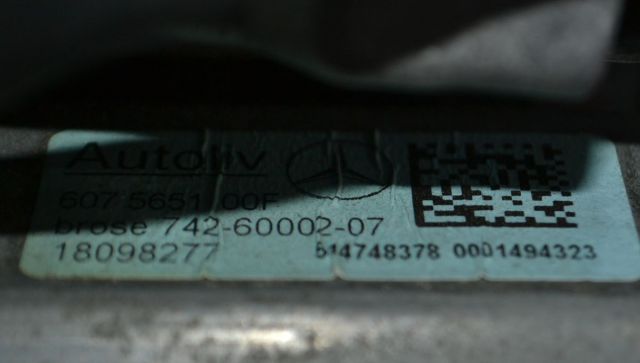 Autoliv
607 5651 00F
brose 742-60002-07
18098277 514748378 0001494323